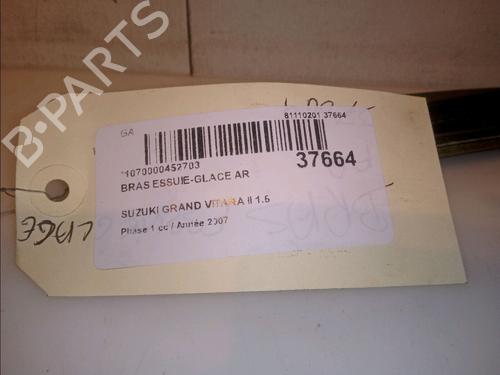 B-PARTS
GA
81110201 37664
*1070000452703
37664
BRAS ESSUIE-GLACE AR
SUZUKI GRAND VITARA II 1.5
Phase 1 cc / Année 2007